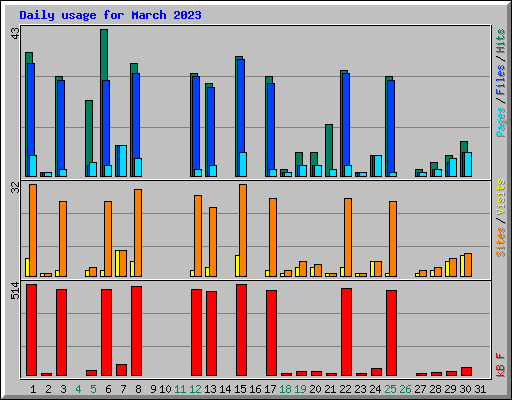 Daily usage for March 2023
43
Pages / Files / Hits
32
Sites / Visits
514
kB F
1 2 3 4 5 6 7 8 9 10 11 12 13 14 15 16 17 18 19 20 21 22 23 24 25 26 27 28 29 30 31